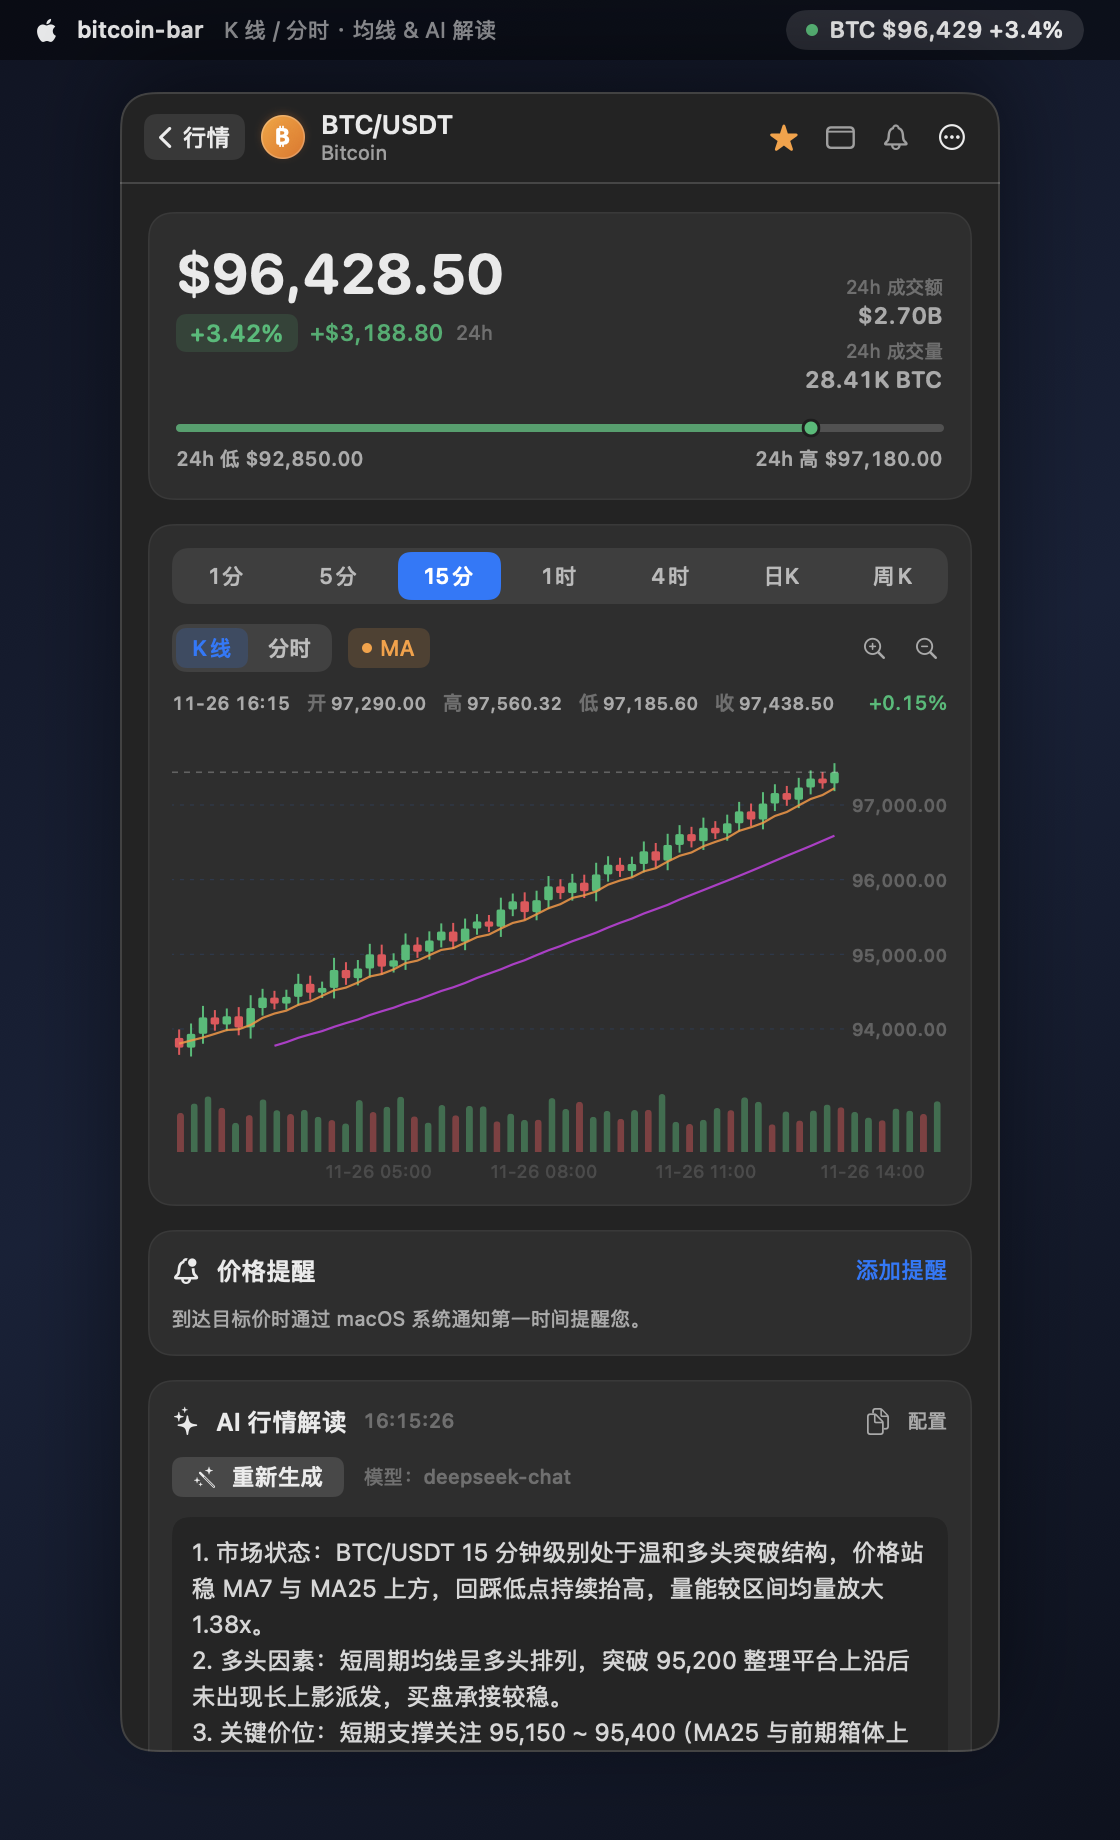 bitcoin-bar K 线 / 分时 · 均线 & AI 解读
BTC $96,429 +3.4%
行情
BTC/USDT
Bitcoin
$96,428.50
+3.42% +$3,188.80 24h
24h 成交额
$2.70B
24h 成交量
28.41K BTC
24h 低 $92,850.00
24h 高 $97,180.00
1分 5分 15分 1时 4时 日K 周K
K线 分时 MA
11-26 16:15 开 97,290.00 高 97,560.32 低 97,185.60 收 97,438.50 +0.15%
97,000.00
96,000.00
95,000.00
94,000.00
11-26 05:00 11-26 08:00 11-26 11:00 11-26 14:00
价格提醒
添加提醒
到达目标价时通过 macOS 系统通知第一时间提醒您。
AI 行情解读 16:15:26
配置
重新生成 模型：deepseek-chat
1. 市场状态：BTC/USDT 15 分钟级别处于温和多头突破结构，价格站
稳 MA7 与 MA25 上方，回踩低点持续抬高，量能较区间均量放大
1.38x。
2. 多头因素：短周期均线呈多头排列，突破 95,200 整理平台上沿后
未出现长上影派发，买盘承接较稳。
3. 关键价位：短期支撑关注 95,150 ~ 95,400 (MA25 与前期箱体上